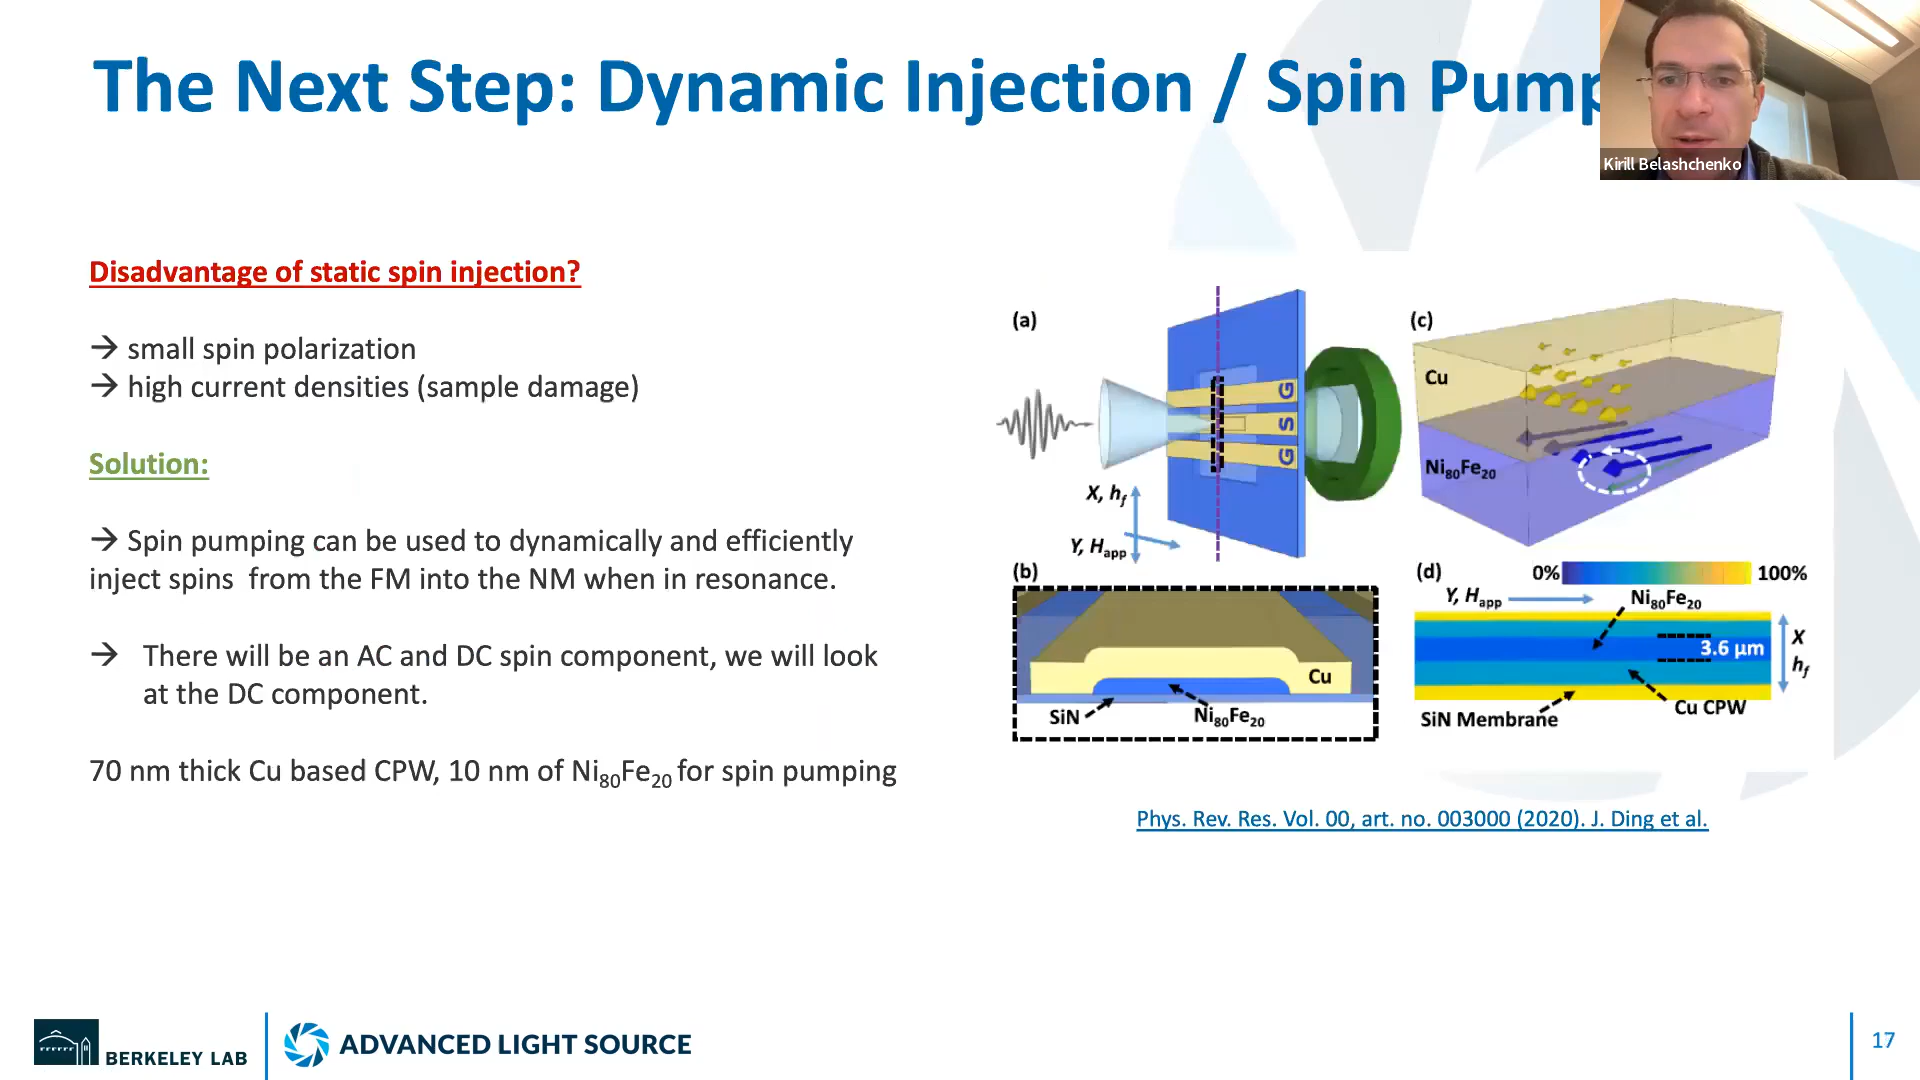 The Next Step: Dynamic Injection / Spin Pump
Kirill Belashchenko
Disadvantage of static spin injection?
→ small spin polarization
→ high current densities (sample damage)
Solution:
→ Spin pumping can be used to dynamically and efficiently
inject spins from the FM into the NM when in resonance.
→ There will be an AC and DC spin component, we will look
at the DC component.
70 nm thick Cu based CPW, 10 nm of Ni80Fe20 for spin pumping
(a)
G
S
G
X, hf
Y, Happ
(b)
Cu
SiN
Ni80Fe20
(c)
Cu
Ni80Fe20
(d)
0%
100%
Y, Happ
Ni80Fe20
3.6 µm
X
hf
SiN Membrane
Cu CPW
Phys. Rev. Res. Vol. 00, art. no. 003000 (2020). J. Ding et al.
BERKELEY LAB
ADVANCED LIGHT SOURCE
17